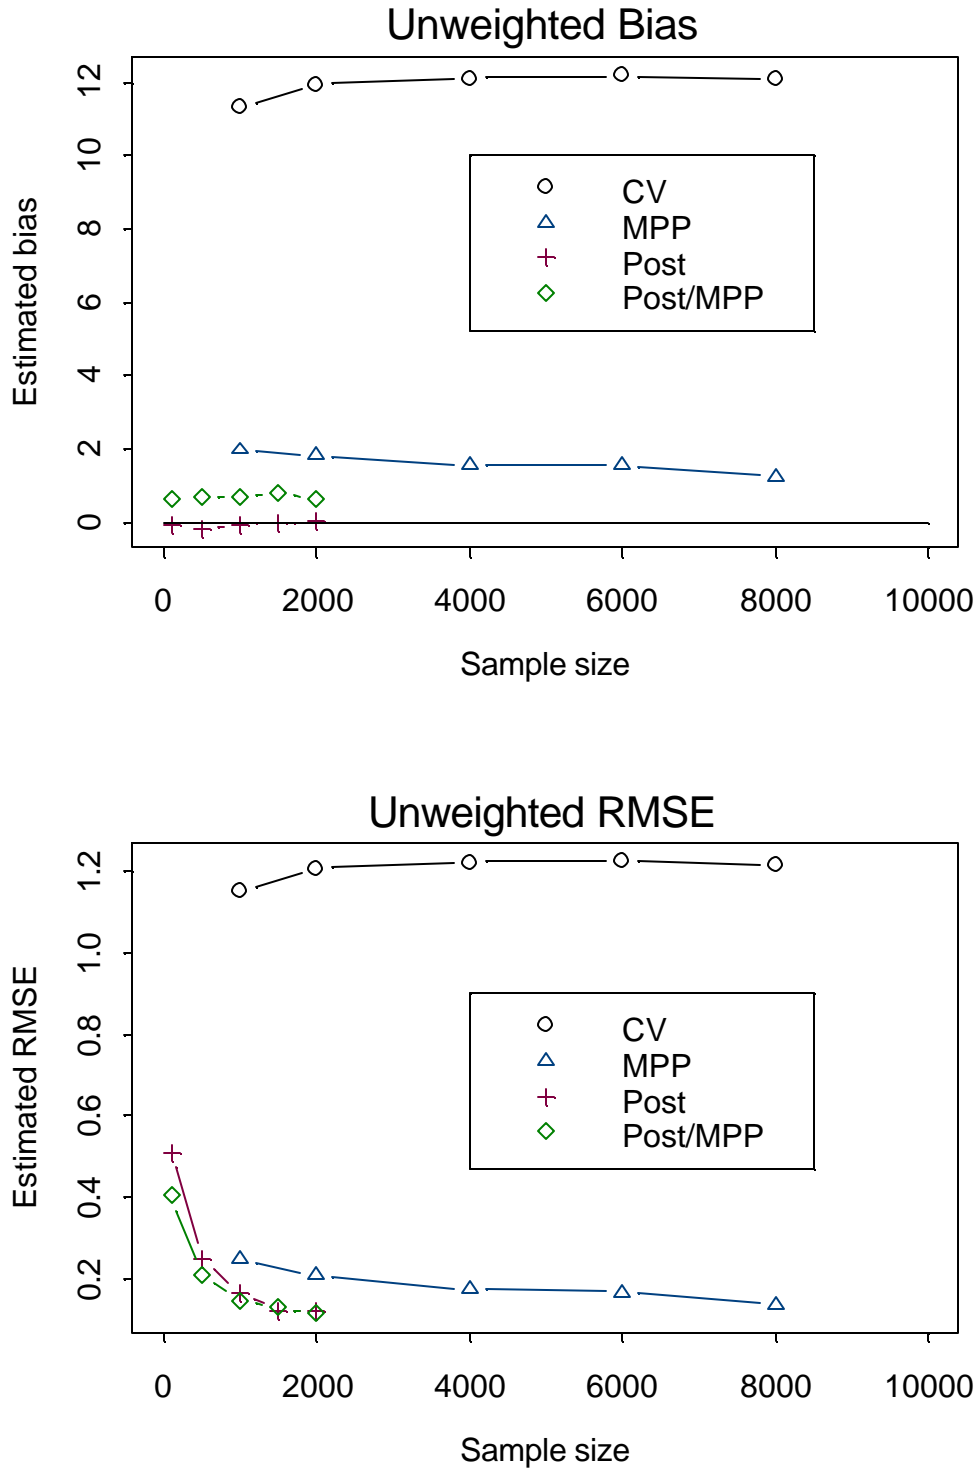 Unweighted Bias
Estimated bias
12
10
8
6
4
2
0
CV
MPP
Post
Post/MPP
0 2000 4000 6000 8000 10000
Sample size
Unweighted RMSE
Estimated RMSE
1.2
1.0
0.8
0.6
0.4
0.2
CV
MPP
Post
Post/MPP
0 2000 4000 6000 8000 10000
Sample size